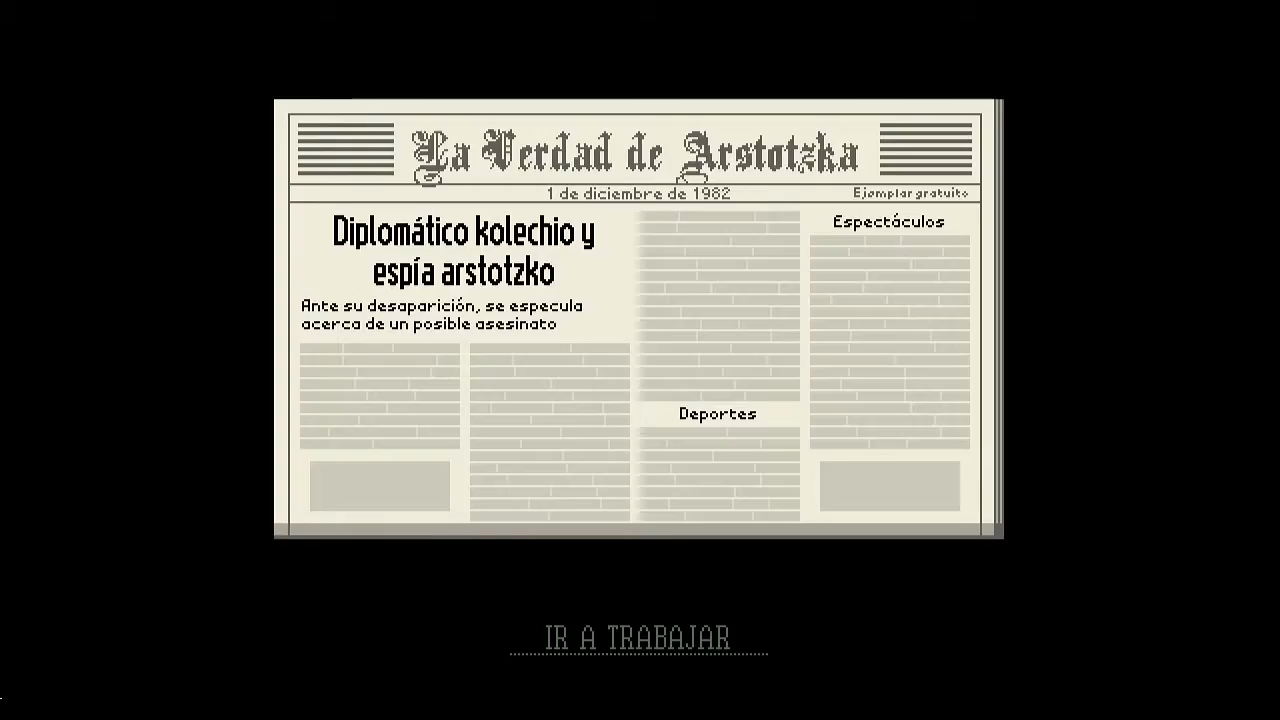 La Verdad de Arstotzka
1 de diciembre de 1982
Ejemplar gratuito
Diplomático kolechio y
espía arstotzko
Ante su desaparición, se especula
acerca de un posible asesinato
Deportes
Espectáculos
IR A TRABAJAR